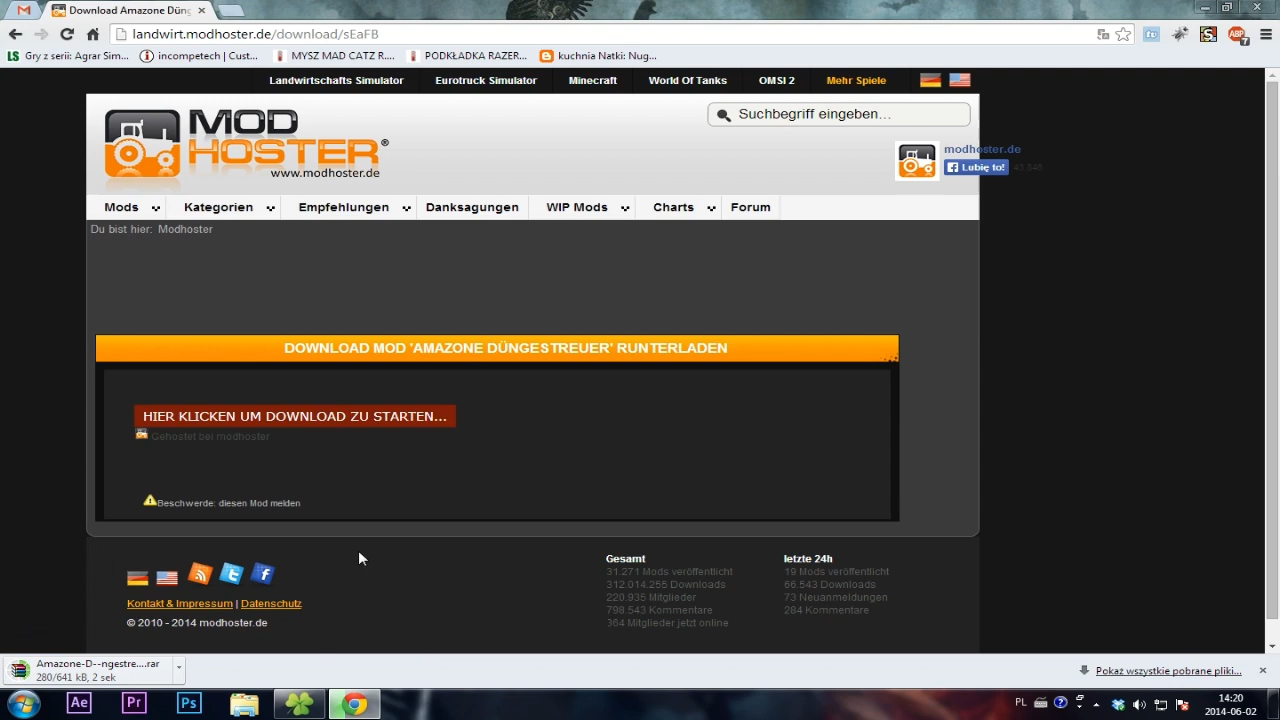 Download Amazone Düng
landwirt.modhoster.de/download/sEaFB
Gry z serii: Agrar Sim...
incompetech | Cust...
MYSZ MAD CATZ R...
PODKŁADKA RAZER...
kuchnia Natki: Nug...
Landwirtschafts Simulator
Eurotruck Simulator
Minecraft
World Of Tanks
OMSI 2
Mehr Spiele
MOD
HOSTER®
www.modhoster.de
Suchbegriff eingeben...
modhoster.de
Lubię to!
Mods
Kategorien
Empfehlungen
Danksagungen
WIP Mods
Charts
Forum
Du bist hier: Modhoster
DOWNLOAD MOD 'AMAZONE DÜNGESTREUER' RUNTERLADEN
HIER KLICKEN UM DOWNLOAD ZU STARTEN...
Gehostet bei modhoster
Beschwerde: diesen Mod melden
Kontakt & Impressum | Datenschutz
© 2010 - 2014 modhoster.de
Gesamt
31.271 Mods veröffentlicht
312.014.255 Downloads
220.935 Mitglieder
798.543 Kommentare
364 Mitglieder jetzt online
letzte 24h
19 Mods veröffentlicht
66.543 Downloads
73 Neuanmeldungen
284 Kommentare
Amazone-D--ngestre....rar
280/641 kB, 2 sek
Pokaż wszystkie pobrane pliki...
Ae
Pr
Ps
PL
14:20
2014-06-02